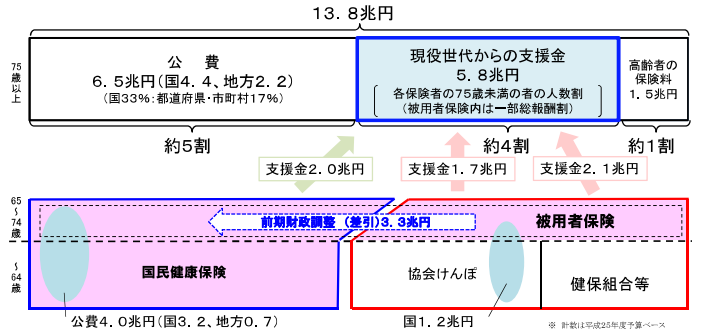 13.8兆円
75歳以上
公 費
6.5兆円(国4.4、地方2.2)
(国33%:都道府県・市町村17%)
現役世代からの支援金
5.8兆円
各保険者の75歳未満の者の人数割
(被用者保険内は一部総報酬割)
高齢者の
保険料
1.5兆円
約5割
約4割
約1割
支援金2.0兆円
支援金1.7兆円
支援金2.1兆円
65~74歳
前期財政調整 (差引)3.3兆円
被用者保険
~64歳
国民健康保険
協会けんぽ
健保組合等
公費4.0兆円(国3.2、地方0.7)
国1.2兆円
※ 計数は平成25年度予算ベース